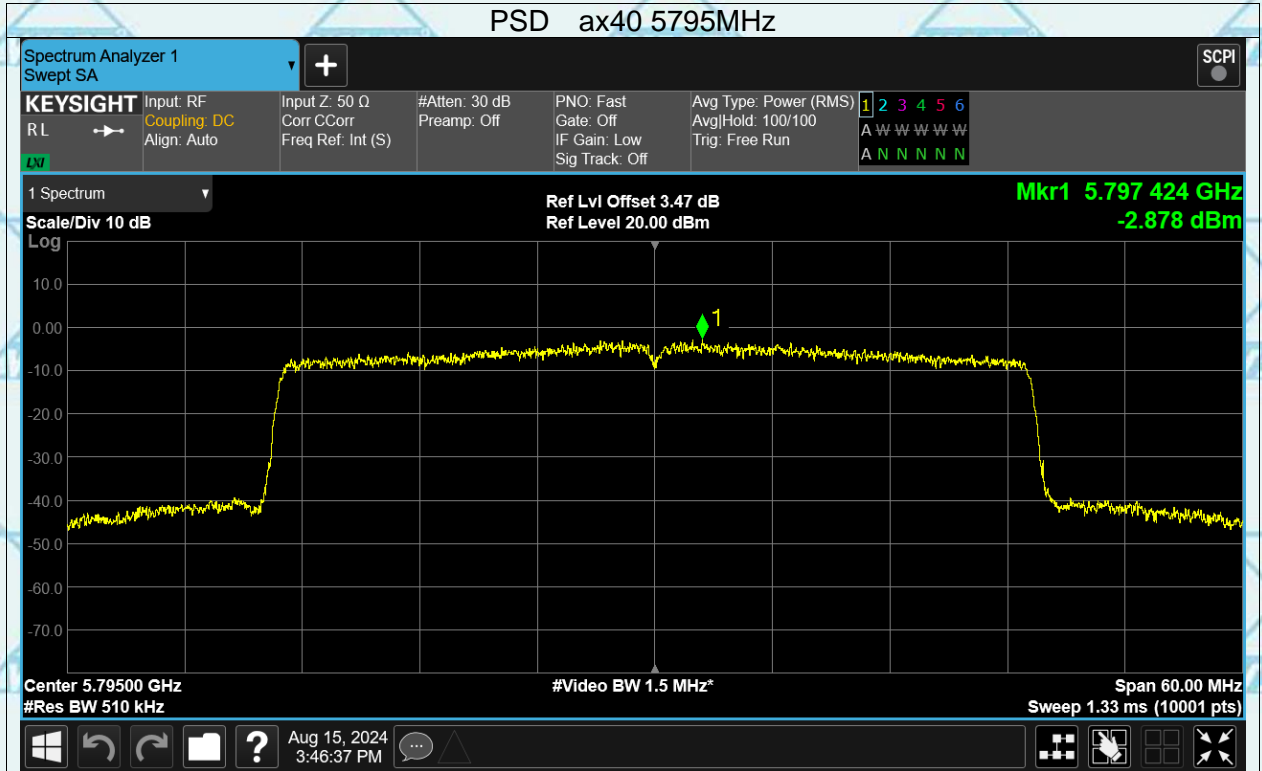 PSD ax40 5795MHz
Spectrum Analyzer 1
Swept SA
+
SCPI
KEYSIGHT
R L
LXI
Input: RF
Coupling: DC
Align: Auto
Input Z: 50 Ω
Corr CCorr
Freq Ref: Int (S)
#Atten: 30 dB
Preamp: Off
PNO: Fast
Gate: Off
IF Gain: Low
Sig Track: Off
Avg Type: Power (RMS)
Avg|Hold: 100/100
Trig: Free Run
1 2 3 4 5 6
A W W W W W
A N N N N N
1 Spectrum
Scale/Div 10 dB
Log
Ref Lvl Offset 3.47 dB
Ref Level 20.00 dBm
Mkr1 5.797 424 GHz
-2.878 dBm
10.0
0.00
-10.0
-20.0
-30.0
-40.0
-50.0
-60.0
-70.0
1
Center 5.79500 GHz
#Res BW 510 kHz
#Video BW 1.5 MHz*
Span 60.00 MHz
Sweep 1.33 ms (10001 pts)
?
Aug 15, 2024
3:46:37 PM